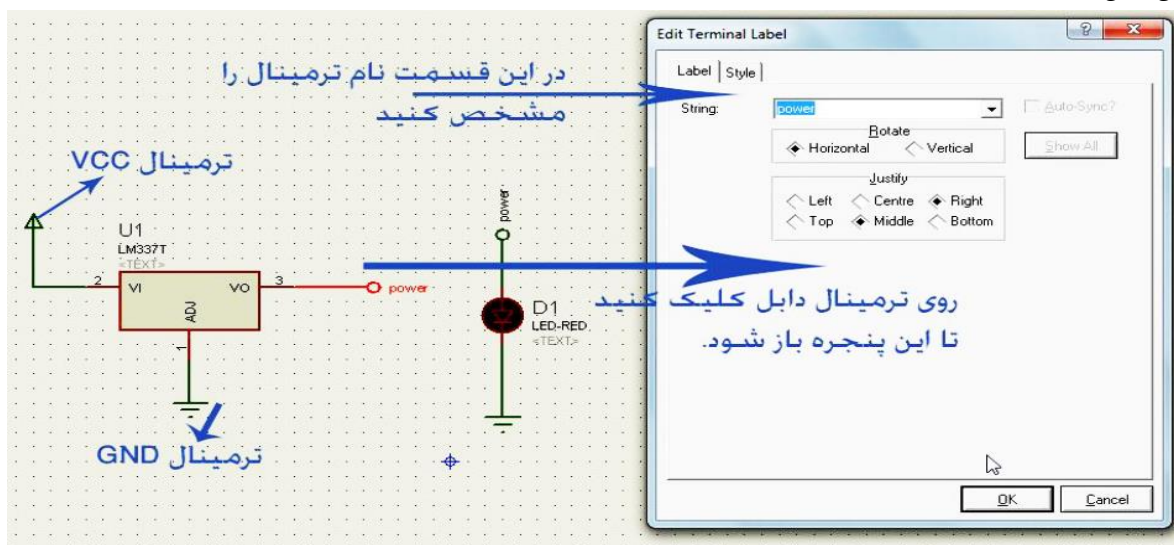 Edit Terminal Label
Label
Style
در این قسمت نام ترمینال را
مشخص کنید
String:
power
Auto-Sync?
Rotate
Horizontal
Vertical
Show All
Justify
Left
Centre
Right
Top
Middle
Bottom
ترمینال VCC
power
U1
LM337T
<TEXT>
2
VI
VO
3
ADJ
1
power
D1
LED-RED
<TEXT>
روی ترمینال دابل کلیک کنید
تا این پنجره باز شود.
ترمینال GND
OK
Cancel